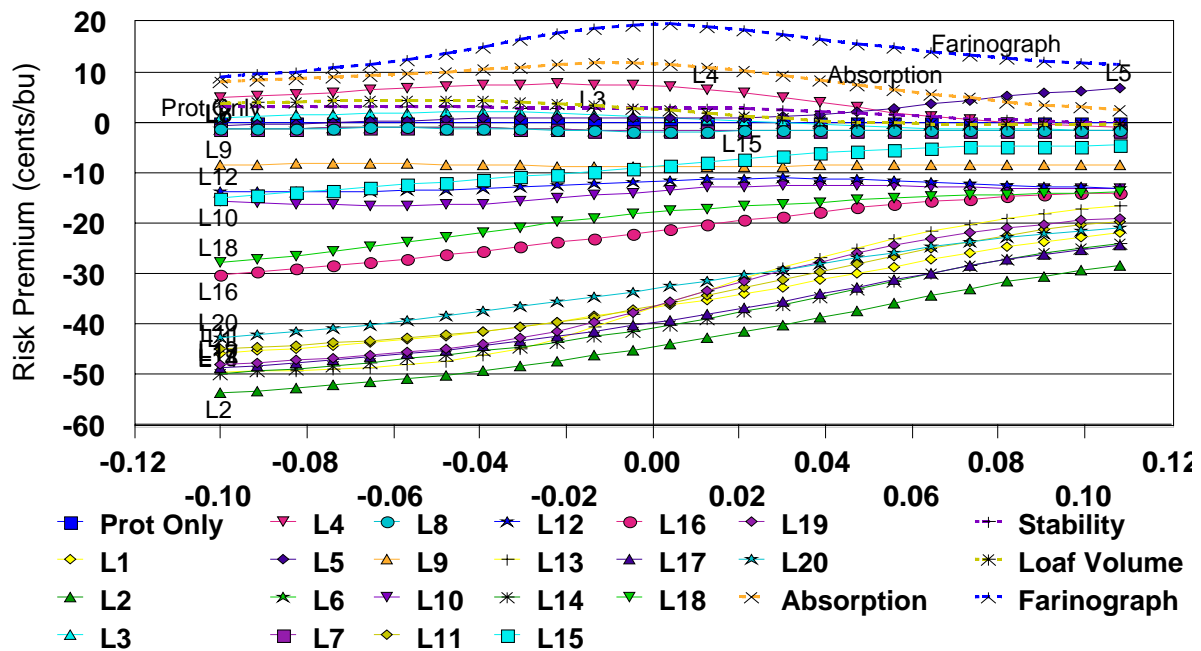 Risk Premium (cents/bu)
20
10
0
-10
-20
-30
-40
-50
-60
Farinograph
Absorption
L5
L4
L3
Prot Only
L9
L15
L12
L10
L18
L16
L20
L2
-0.12 -0.08 -0.04 0.00 0.04 0.08 0.12
-0.10 -0.06 -0.02 0.02 0.06 0.10
Prot Only L4 L8 L12 L16 L19 Stability
L1 L5 L9 L13 L17 L20 Loaf Volume
L2 L6 L10 L14 L18 Absorption Farinograph
L3 L7 L11 L15